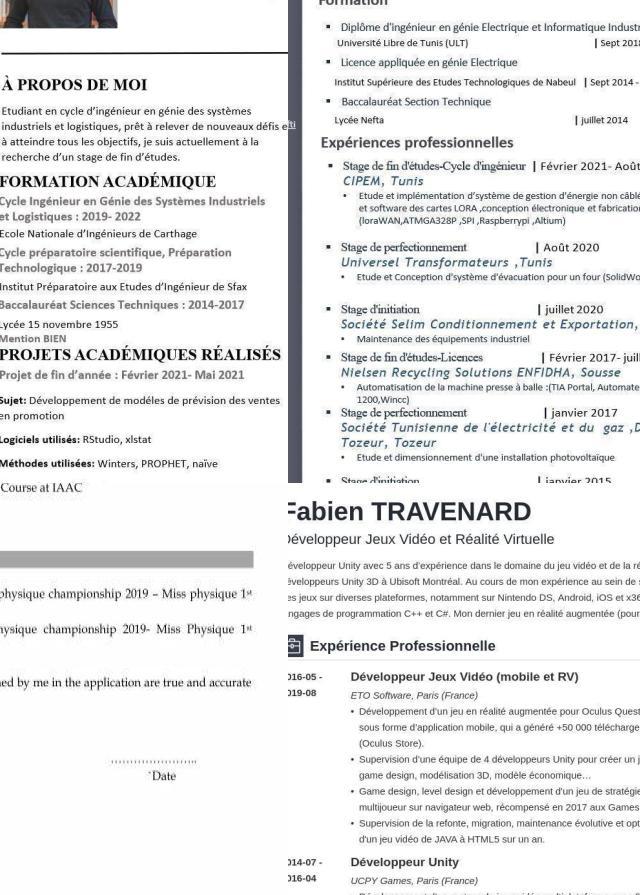 À PROPOS DE MOI
Etudiant en cycle d'ingénieur en génie des systèmes
industriels et logistiques, prêt à relever de nouveaux défis e
à atteindre tous les objectifs, je suis actuellement à la
recherche d'un stage de fin d'études.
FORMATION ACADÉMIQUE
Cycle Ingénieur en Génie des Systèmes Industriels
et Logistiques : 2019- 2022
Ecole Nationale d'Ingénieurs de Carthage
Cycle préparatoire scientifique, Préparation
Technologique : 2017-2019
Institut Préparatoire aux Etudes d'Ingénieur de Sfax
Baccalauréat Sciences Techniques : 2014-2017
Lycée 15 novembre 1955
Mention BIEN
PROJETS ACADÉMIQUES RÉALISÉS
Projet de fin d'année : Février 2021- Mai 2021
Sujet: Développement de modéles de prévision des ventes
en promotion
Logiciels utilisés: RStudio, xlstat
Méthodes utilisées: Winters, PROPHET, naïve
Formation
Diplôme d'ingénieur en génie Electrique et Informatique Industr
Université Libre de Tunis (ULT) | Sept 2018
Licence appliquée en génie Electrique
Institut Supérieure des Etudes Technologiques de Nabeul | Sept 2014 -
Baccalauréat Section Technique
Lycée Nefta | juillet 2014
Expériences professionnelles
Stage de fin d'études-Cycle d'ingénieur | Février 2021- Août
CIPEM, Tunis
Etude et implémentation d'système de gestion d'énergie non câblé
et software des cartes LORA ,conception électronique et fabrication
(loraWAN,ATMGA328P ,SPI ,Raspberrypi ,Altium)
Stage de perfectionnement | Août 2020
Universel Transformateurs ,Tunis
Etude et Conception d'système d'évacuation pour un four (SolidWo
Stage d'initiation | juillet 2020
Société Selim Conditionnement et Exportation,
Maintenance des équipements industriel
Stage de fin d'études-Licences | Février 2017- juil
Nielsen Recycling Solutions ENFIDHA, Sousse
Automatisation de la machine presse à balle :(TIA Portal, Automate
1200,Wincc)
Stage de perfectionnement | janvier 2017
Société Tunisienne de l'électricité et du gaz ,D
Tozeur, Tozeur
Etude et dimensionnement d'une installation photovoltaïque
Stage d'initiation | janvier 2015
Course at IAAC
physique championship 2019 – Miss physique 1st
hysique championship 2019- Miss Physique 1st
ned by me in the application are true and accurate
Date
Fabien TRAVENARD
Développeur Jeux Vidéo et Réalité Virtuelle
éveloppeur Unity avec 5 ans d'expérience dans le domaine du jeu vidéo et de la ré
éveloppeurs Unity 3D à Ubisoft Montréal. Au cours de mon expérience au sein de s
es jeux sur diverses plateformes, notamment sur Nintendo DS, Android, iOS et x36
ngages de programmation C++ et C#. Mon dernier jeu en réalité augmentée (pour
Expérience Professionnelle
016-05 - Développeur Jeux Vidéo (mobile et RV)
019-08 ETO Software, Paris (France)
• Développement d'un jeu en réalité augmentée pour Oculus Quest
sous forme d'application mobile, qui a généré +50 000 télécharge
(Oculus Store).
• Supervision d'une équipe de 4 développeurs Unity pour créer un j
game design, modélisation 3D, modèle économique…
• Game design, level design et développement d'un jeu de stratégie
multijoueur sur navigateur web, récompensé en 2017 aux Games
• Supervision de la refonte, migration, maintenance évolutive et opt
d'un jeu vidéo de JAVA à HTML5 sur un an.
014-07 - Développeur Unity
016-04 UCPY Games, Paris (France)